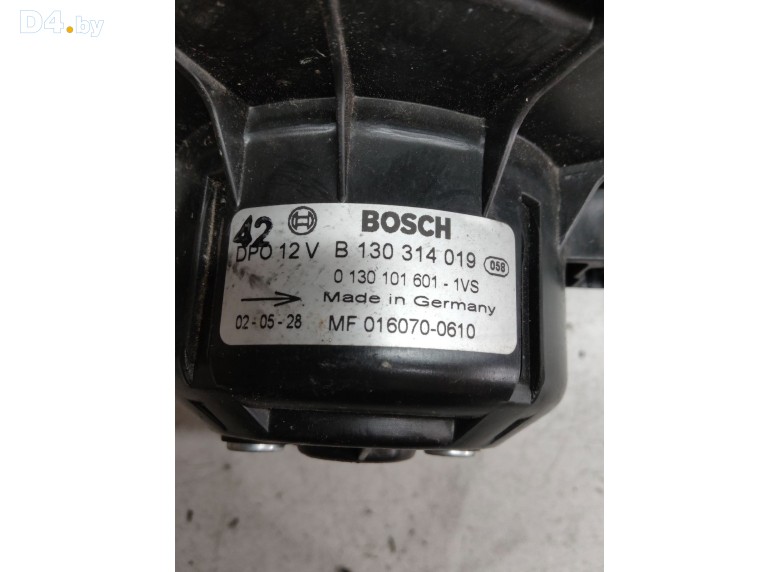 D4.by
42
BOSCH
DPO 12 V B 130 314 019 058
0 130 101 601 - 1VS
Made in Germany
02-05-28 MF 016070-0610